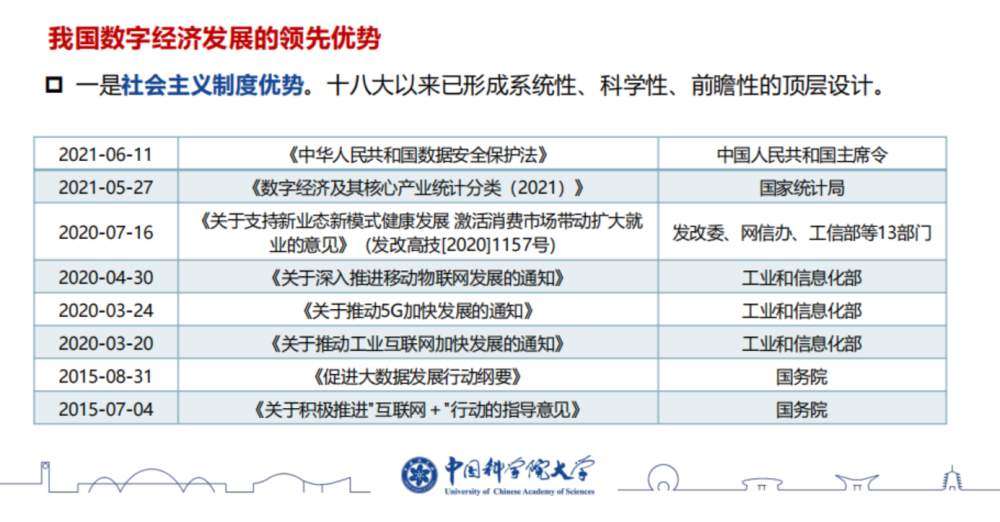 我国数字经济发展的领先优势
一是社会主义制度优势。十八大以来已形成系统性、科学性、前瞻性的顶层设计。
2021-06-11 《中华人民共和国数据安全保护法》 中国人民共和国主席令
2021-05-27 《数字经济及其核心产业统计分类（2021）》 国家统计局
2020-07-16 《关于支持新业态新模式健康发展 激活消费市场带动扩大就业的意见》（发改高技[2020]1157号） 发改委、网信办、工信部等13部门
2020-04-30 《关于深入推进移动物联网发展的通知》 工业和信息化部
2020-03-24 《关于推动5G加快发展的通知》 工业和信息化部
2020-03-20 《关于推动工业互联网加快发展的通知》 工业和信息化部
2015-08-31 《促进大数据发展行动纲要》 国务院
2015-07-04 《关于积极推进"互联网＋"行动的指导意见》 国务院
中国科学院大学
University of Chinese Academy of Sciences